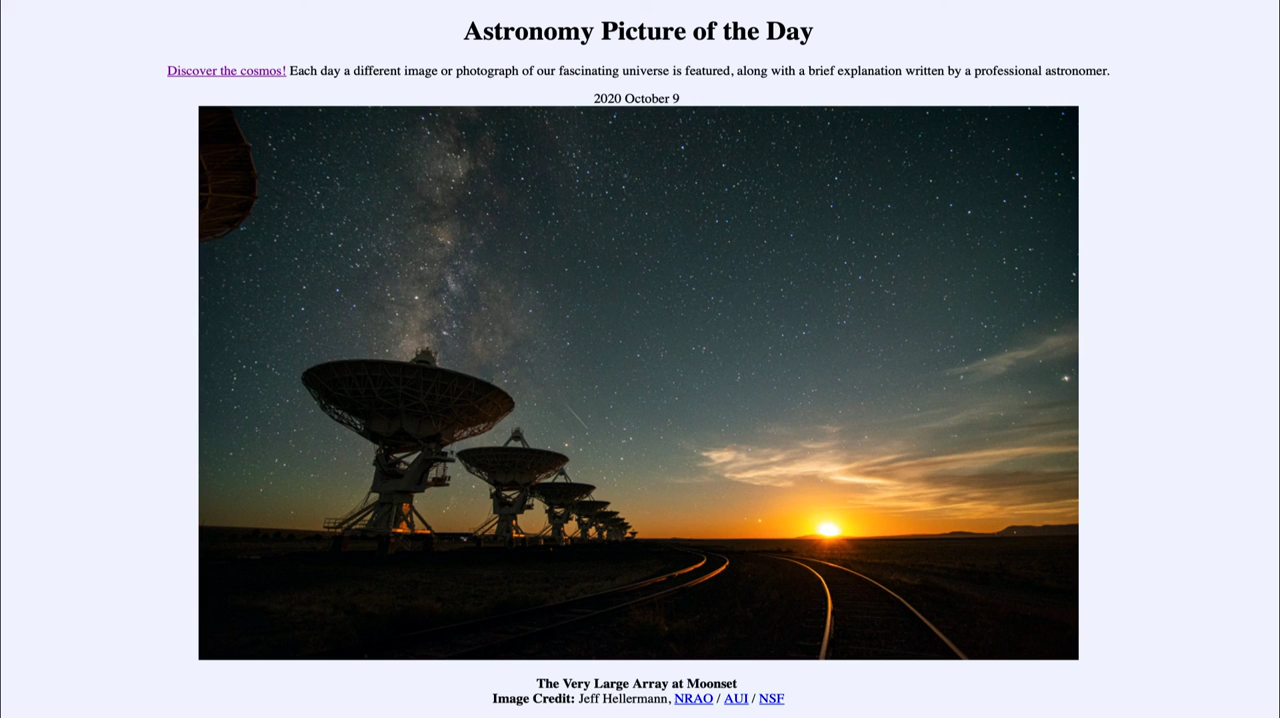 Astronomy Picture of the Day
Discover the cosmos! Each day a different image or photograph of our fascinating universe is featured, along with a brief explanation written by a professional astronomer.
2020 October 9
The Very Large Array at Moonset
Image Credit: Jeff Hellermann, NRAO / AUI / NSF